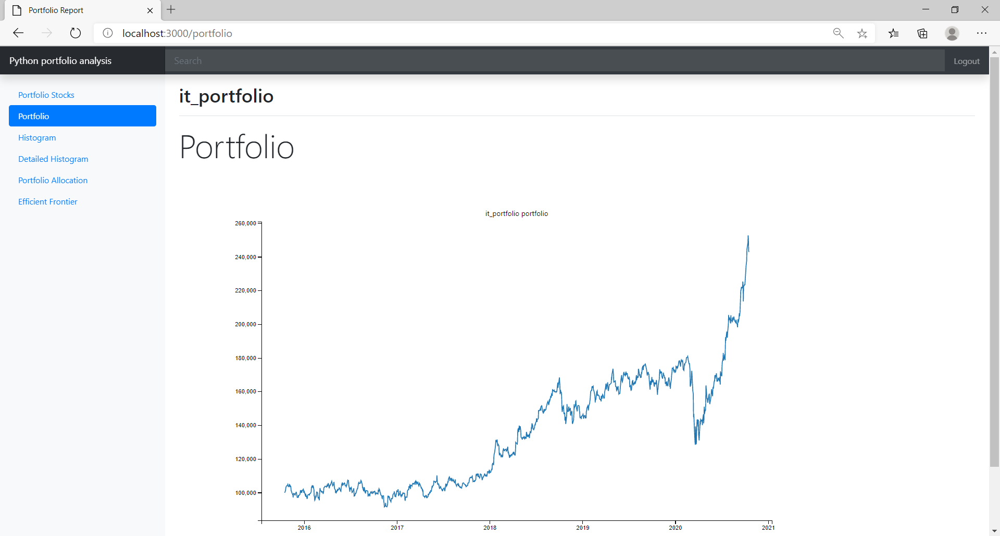 Portfolio Report
localhost:3000/portfolio
Python portfolio analysis
Search
Logout
Portfolio Stocks
Portfolio
Histogram
Detailed Histogram
Portfolio Allocation
Efficient Frontier
it_portfolio
Portfolio
it_portfolio portfolio
260,000
240,000
220,000
200,000
180,000
160,000
140,000
120,000
100,000
2016 2017 2018 2019 2020 2021